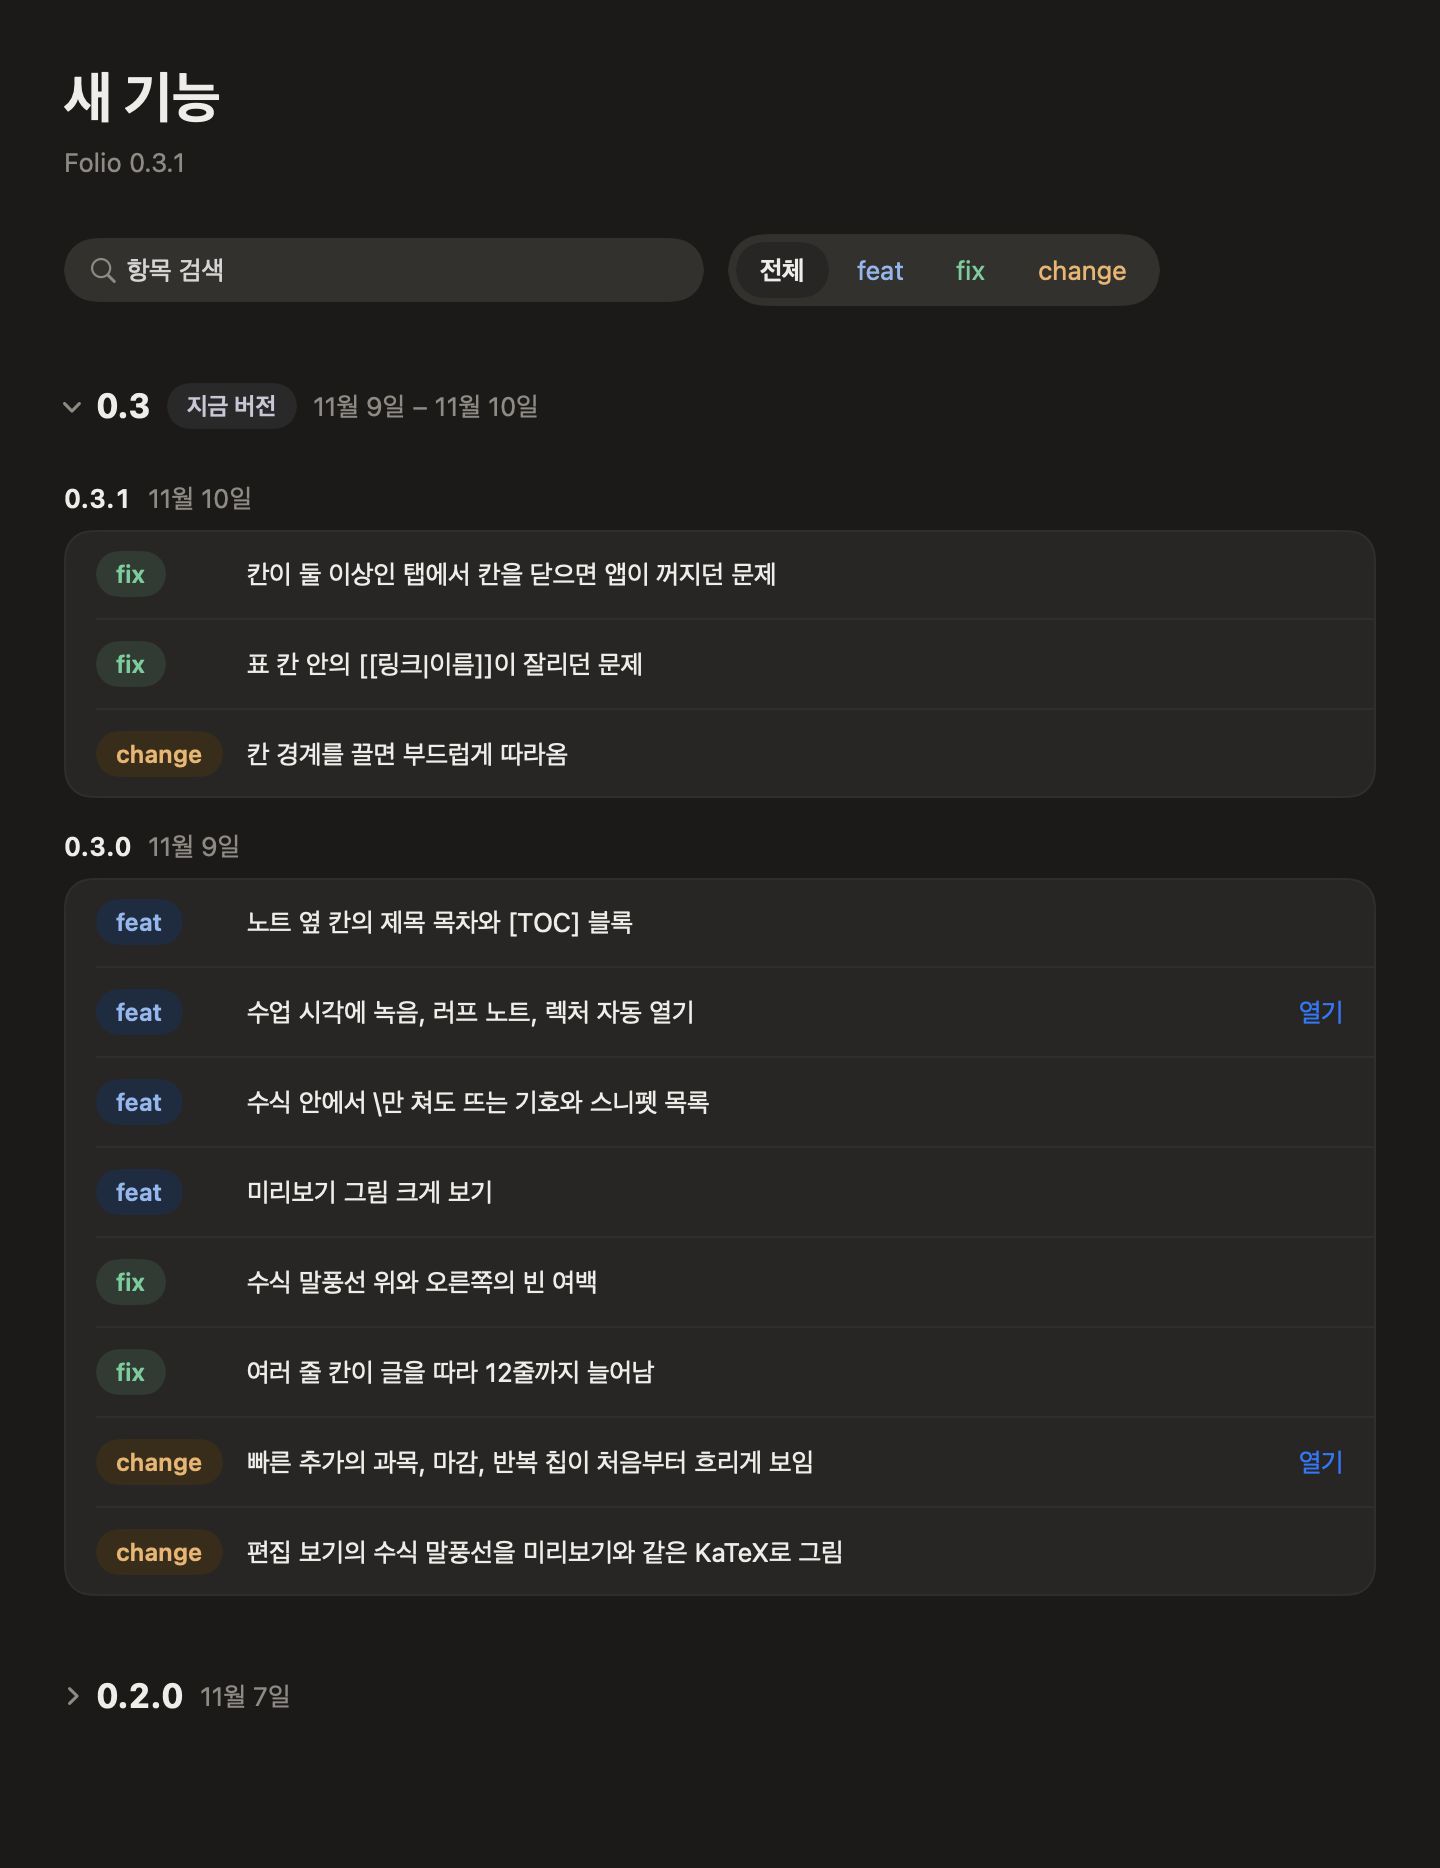 새 기능
Folio 0.3.1
항목 검색
전체 feat fix change
0.3 지금 버전 11월 9일 – 11월 10일
0.3.1 11월 10일
fix 칸이 둘 이상인 탭에서 칸을 닫으면 앱이 꺼지던 문제
fix 표 칸 안의 [[링크|이름]]이 잘리던 문제
change 칸 경계를 끌면 부드럽게 따라옴
0.3.0 11월 9일
feat 노트 옆 칸의 제목 목차와 [TOC] 블록
feat 수업 시각에 녹음, 러프 노트, 렉처 자동 열기 열기
feat 수식 안에서 \만 쳐도 뜨는 기호와 스니펫 목록
feat 미리보기 그림 크게 보기
fix 수식 말풍선 위와 오른쪽의 빈 여백
fix 여러 줄 칸이 글을 따라 12줄까지 늘어남
change 빠른 추가의 과목, 마감, 반복 칩이 처음부터 흐리게 보임 열기
change 편집 보기의 수식 말풍선을 미리보기와 같은 KaTeX로 그림
0.2.0 11월 7일